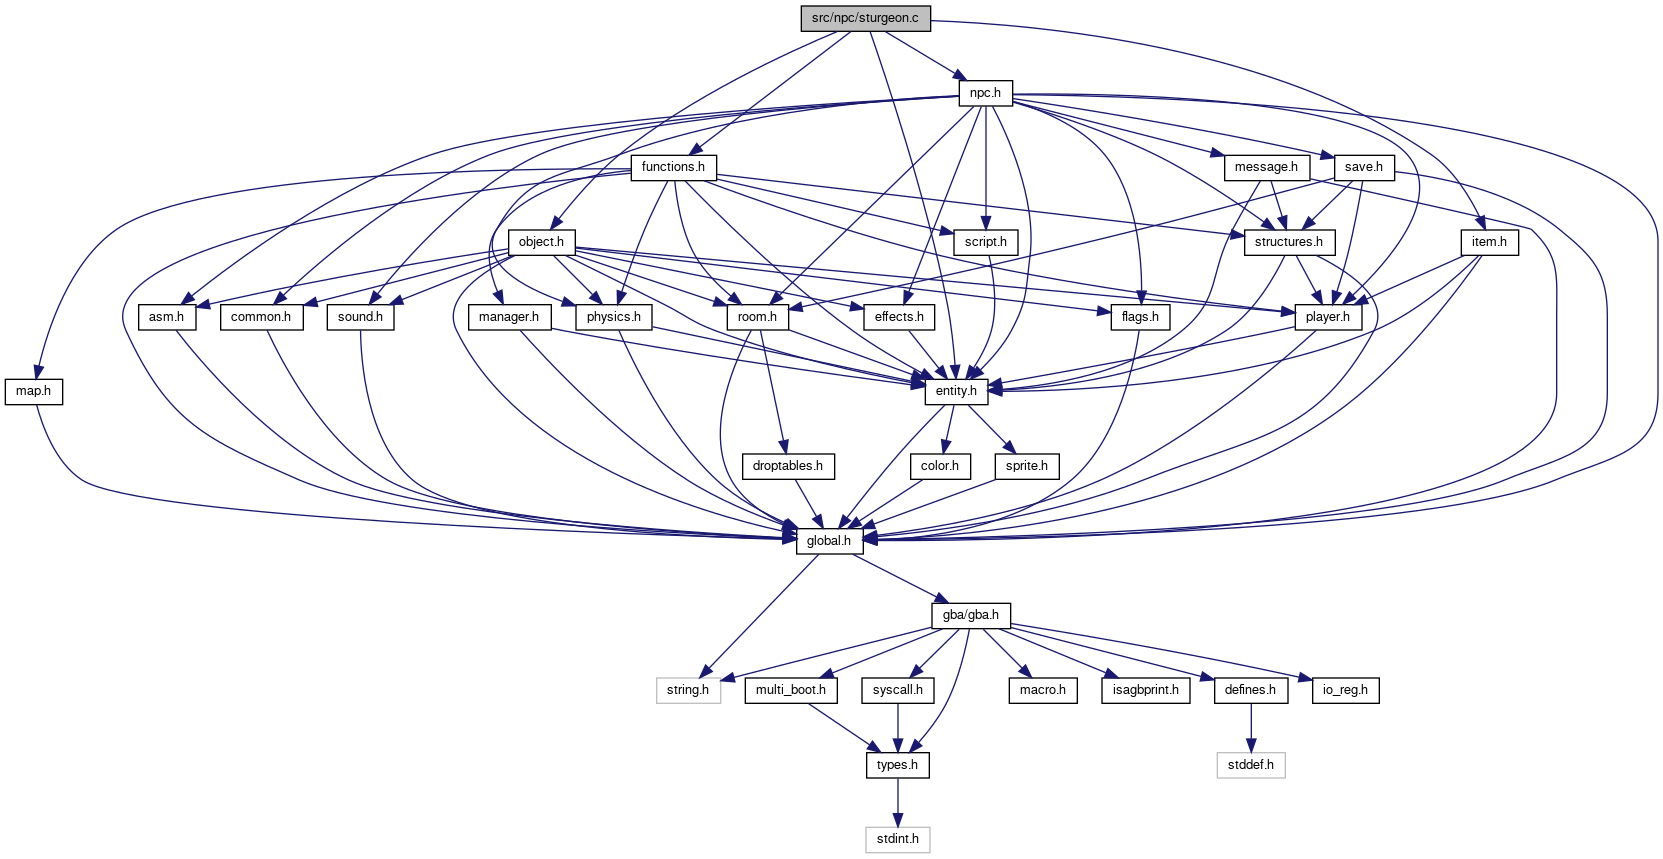 src/npc/sturgeon.c
npc.h
functions.h
message.h
save.h
object.h
script.h
structures.h
item.h
asm.h
common.h
sound.h
manager.h
physics.h
room.h
effects.h
flags.h
player.h
map.h
entity.h
droptables.h
color.h
sprite.h
global.h
gba/gba.h
string.h
multi_boot.h
syscall.h
macro.h
isagbprint.h
defines.h
io_reg.h
types.h
stddef.h
stdint.h